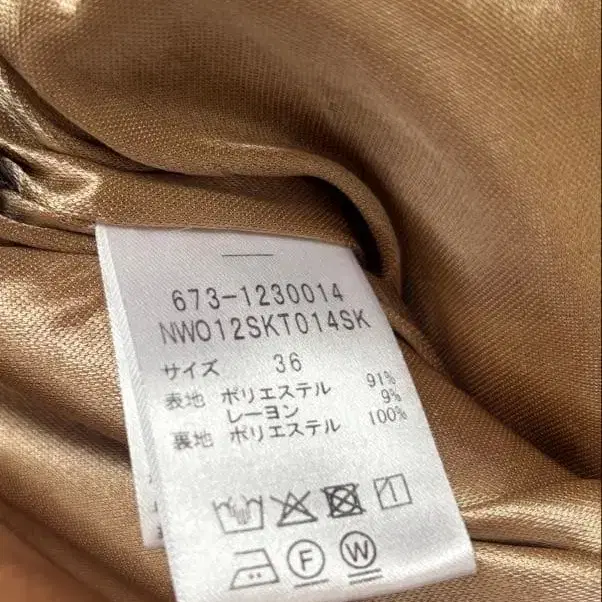 673-1230014
NW012SKT014SK
サイズ 36
表地 ポリエステル 91%
レーヨン 9%
裏地 ポリエステル 100%
F W